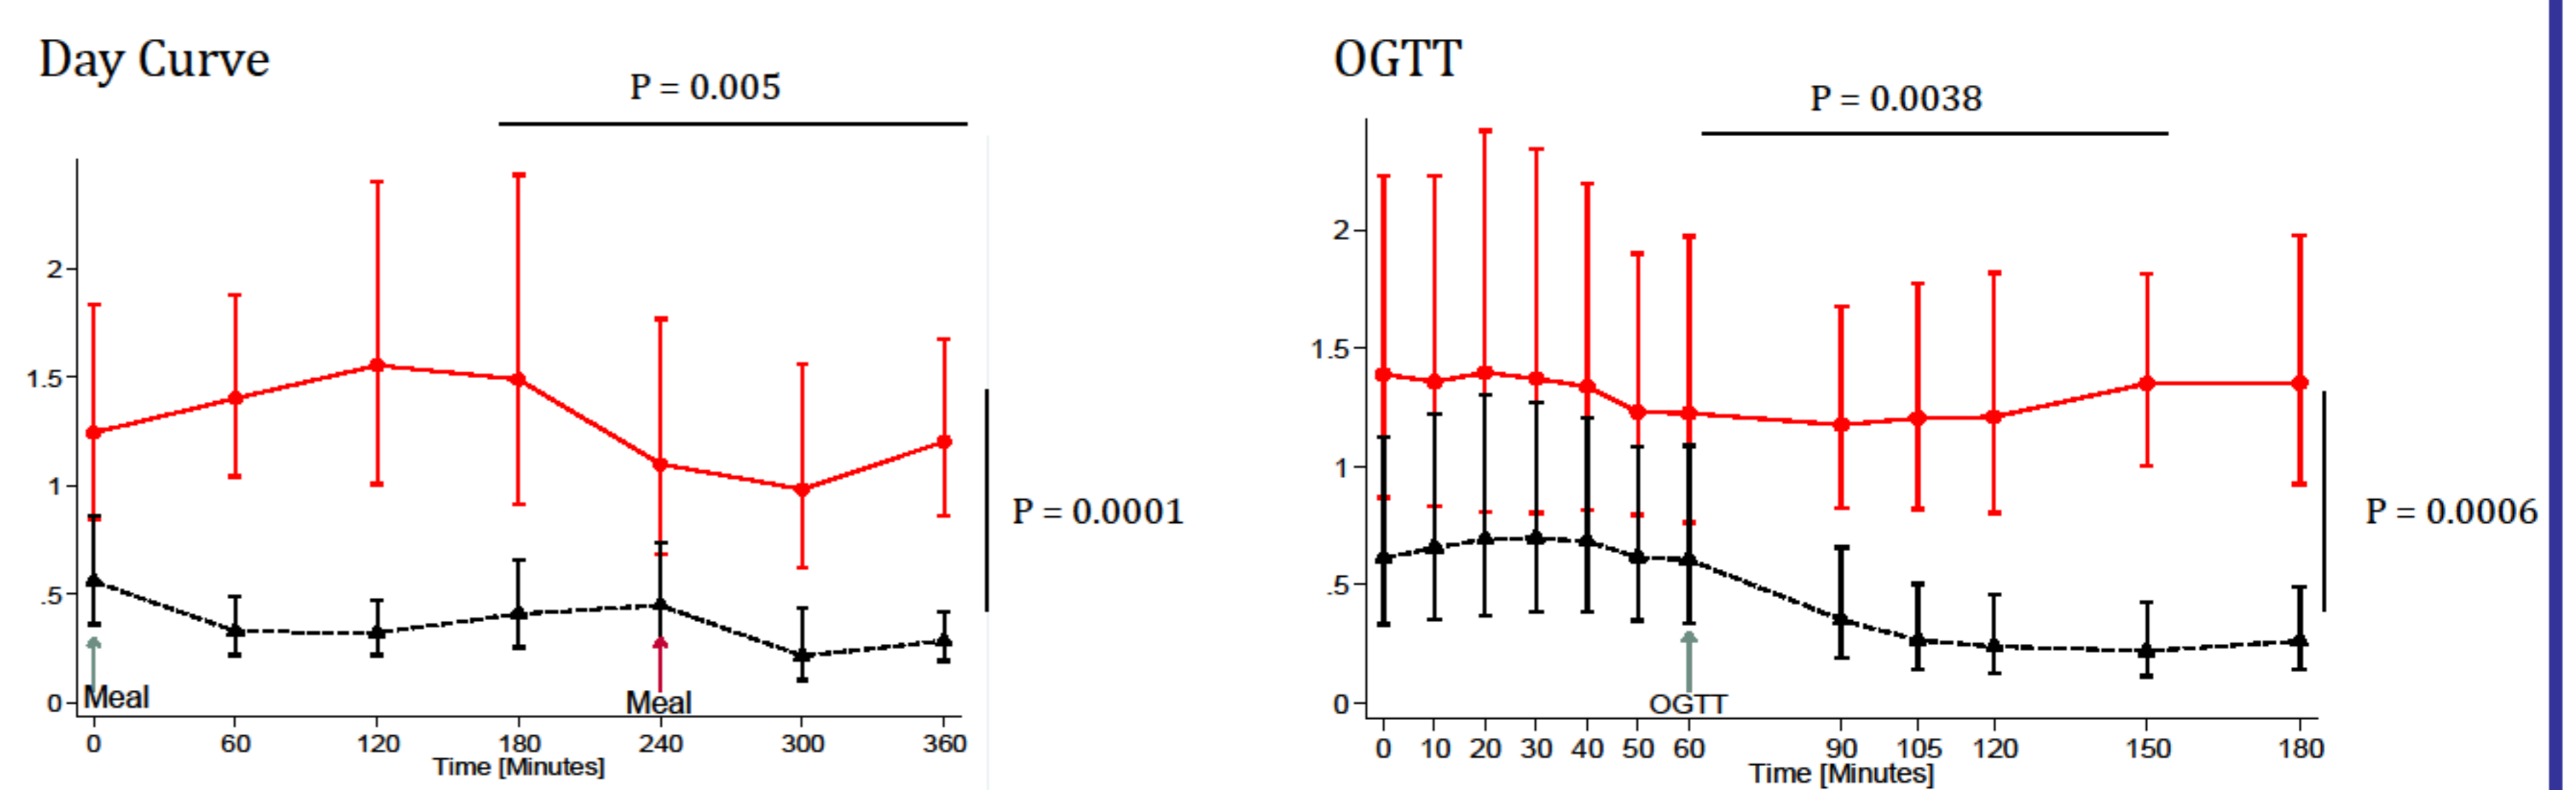 Day Curve
P = 0.005
2
1.5
1
.5
0
Meal
Meal
0 60 120 180 240 300 360
Time [Minutes]
P = 0.0001
OGTT
P = 0.0038
2
1.5
1
.5
0
OGTT
0 10 20 30 40 50 60 90 105 120 150 180
Time [Minutes]
P = 0.0006